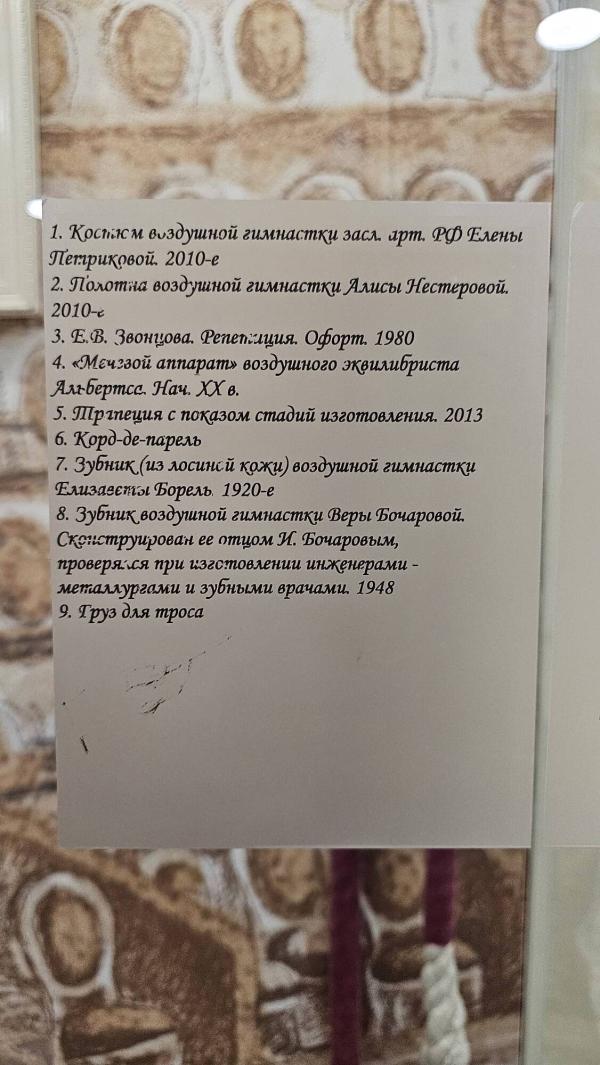 1. Костюм воздушной гимнастки засл. арт. РФ Елены
Петриковой. 2010-е
2. Полотна воздушной гимнастки Алисы Нестеровой.
2010-е
3. Е.В. Звонцова. Репетиция. Офорт. 1980
4. «Мечевой аппарат» воздушного эквилибриста
Альбертса. Нач. XX в.
5. Трапеция с показом стадий изготовления. 2013
6. Корд-де-парель
7. Зубник (из лосиной кожи) воздушной гимнастки
Елизаветы Борель. 1920-е
8. Зубник воздушной гимнастки Веры Бочаровой.
Сконструирован ее отцом И. Бочаровым,
проверялся при изготовлении инженерами -
металлургами и зубными врачами. 1948
9. Груз для троса